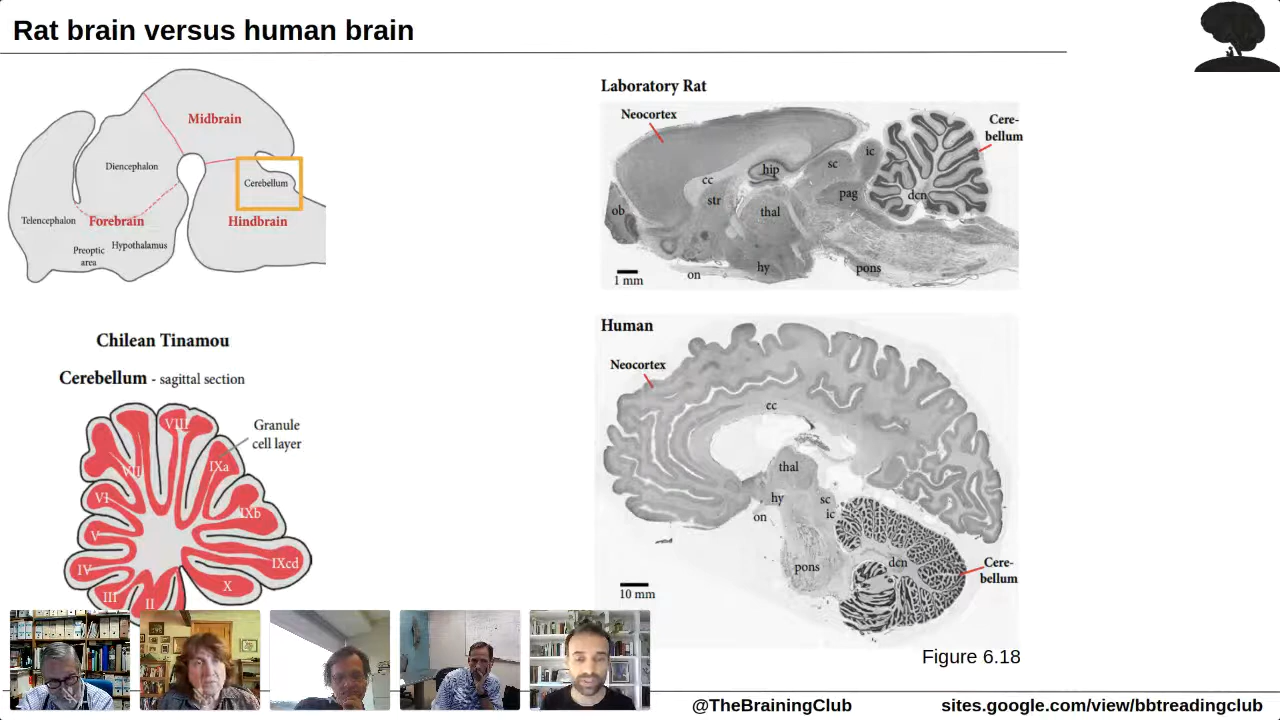 Rat brain versus human brain
Midbrain
Diencephalon
Cerebellum
Telencephalon
Forebrain
Hindbrain
Preoptic
area
Hypothalamus
Chilean Tinamou
Cerebellum - sagittal section
Granule
cell layer
VIII
VII
IXa
VI
IXb
V
IV
IXcd
III
II
X
Laboratory Rat
Neocortex
Cere-
bellum
ic
sc
hip
cc
str
pag
dcn
ob
thal
hy
on
pons
1 mm
Human
Neocortex
cc
thal
hy
sc
on
ic
pons
dcn
Cere-
bellum
10 mm
Figure 6.18
@TheBrainingClub
sites.google.com/view/bbtreadingclub